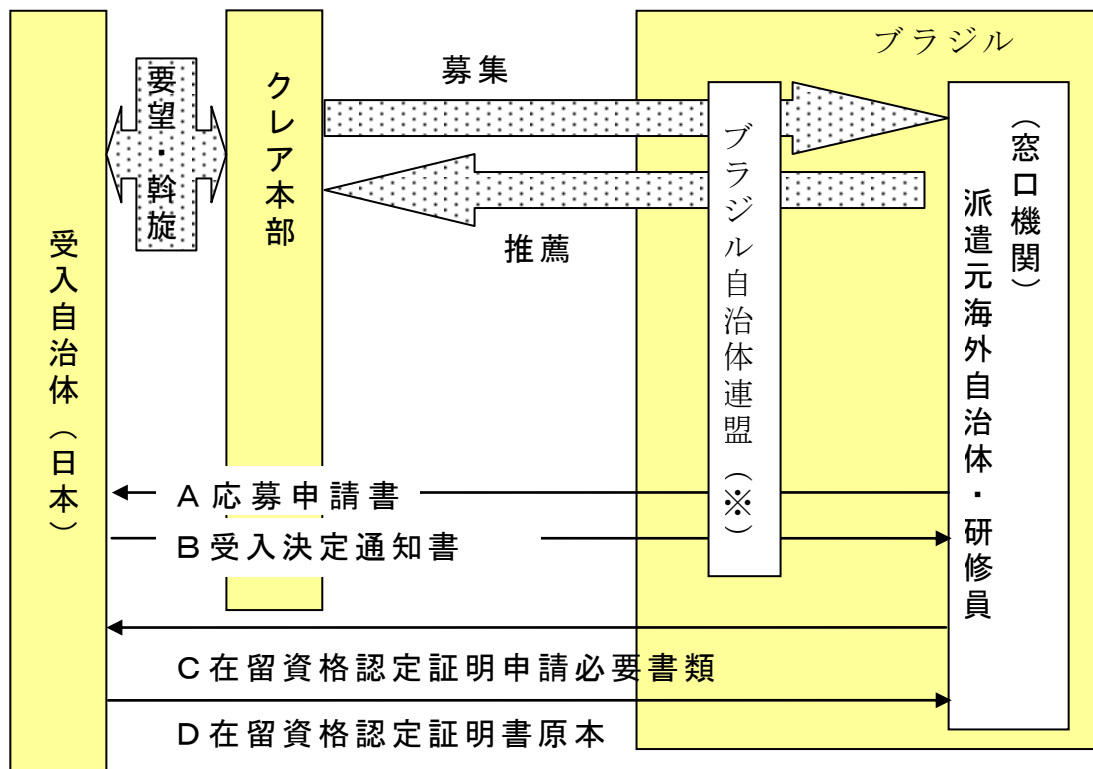 ブラジル
募集
推薦
要望・斡旋
クレア本部
受入自治体（日本）
ブラジル自治体連盟（※）
（窓口機関）
派遣元海外自治体・研修員
A応募申請書
B受入決定通知書
C在留資格認定証明申請必要書類
D在留資格認定証明書原本